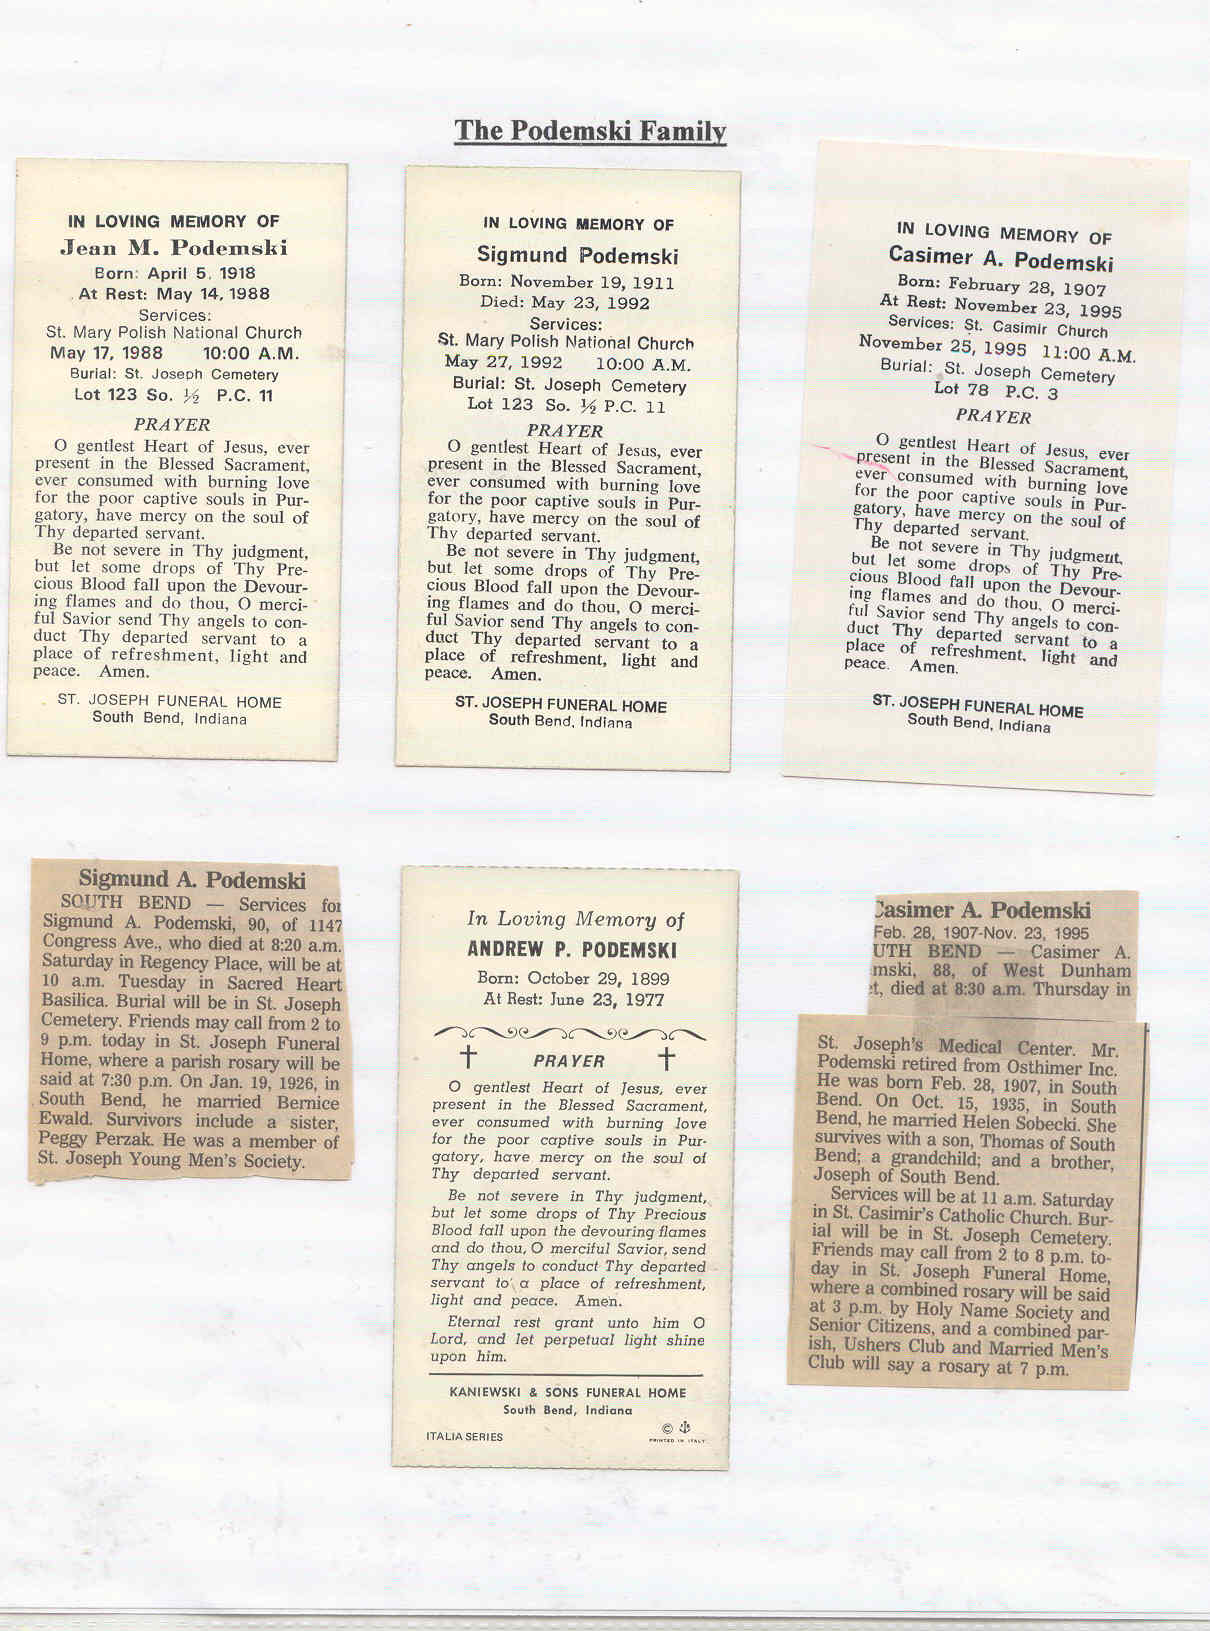 The Podemski Family
IN LOVING MEMORY OF
Jean M. Podemski
Born: April 5, 1918
At Rest: May 14, 1988
Services:
St. Mary Polish National Church
May 17, 1988 10:00 A.M.
Burial: St. Joseph Cemetery
Lot 123 So. ½ P.C. 11
PRAYER
O gentlest Heart of Jesus, ever
present in the Blessed Sacrament,
ever consumed with burning love
for the poor captive souls in Pur-
gatory, have mercy on the soul of
Thy departed servant.
Be not severe in Thy judgment,
but let some drops of Thy Pre-
cious Blood fall upon the Devour-
ing flames and do thou, O merci-
ful Savior send Thy angels to con-
duct Thy departed servant to a
place of refreshment, light and
peace. Amen.
ST. JOSEPH FUNERAL HOME
South Bend, Indiana
IN LOVING MEMORY OF
Sigmund Podemski
Born: November 19, 1911
Died: May 23, 1992
Services:
St. Mary Polish National Church
May 27, 1992 10:00 A.M.
Burial: St. Joseph Cemetery
Lot 123 So. ½ P.C. 11
PRAYER
O gentlest Heart of Jesus, ever
present in the Blessed Sacrament,
ever consumed with burning love
for the poor captive souls in Pur-
gatory, have mercy on the soul of
Thy departed servant.
Be not severe in Thy judgment,
but let some drops of Thy Pre-
cious Blood fall upon the Devour-
ing flames and do thou, O merci-
ful Savior send Thy angels to con-
duct Thy departed servant to a
place of refreshment, light and
peace. Amen.
ST. JOSEPH FUNERAL HOME
South Bend, Indiana
IN LOVING MEMORY OF
Casimer A. Podemski
Born: February 28, 1907
At Rest: November 23, 1995
Services: St. Casimir Church
November 25, 1995 11:00 A.M.
Burial: St. Joseph Cemetery
Lot 78 P.C. 3
PRAYER
O gentlest Heart of Jesus, ever
present in the Blessed Sacrament,
ever consumed with burning love
for the poor captive souls in Pur-
gatory, have mercy on the soul of
Thy departed servant.
Be not severe in Thy judgment,
but let some drops of Thy Pre-
cious Blood fall upon the Devour-
ing flames and do thou, O merci-
ful Savior send Thy angels to con-
duct Thy departed servant to a
place of refreshment, light and
peace. Amen.
ST. JOSEPH FUNERAL HOME
South Bend, Indiana
Sigmund A. Podemski
SOUTH BEND — Services for
Sigmund A. Podemski, 90, of 1147
Congress Ave., who died at 8:20 a.m.
Saturday in Regency Place, will be at
10 a.m. Tuesday in Sacred Heart
Basilica. Burial will be in St. Joseph
Cemetery. Friends may call from 2 to
9 p.m. today in St. Joseph Funeral
Home, where a parish rosary will be
said at 7:30 p.m. On Jan. 19, 1926, in
South Bend, he married Bernice
Ewald. Survivors include a sister,
Peggy Perzak. He was a member of
St. Joseph Young Men's Society.
In Loving Memory of
ANDREW P. PODEMSKI
Born: October 29, 1899
At Rest: June 23, 1977
PRAYER
O gentlest Heart of Jesus, ever
present in the Blessed Sacrament,
ever consumed with burning love
for the poor captive souls in Pur-
gatory, have mercy on the soul of
Thy departed servant.
Be not severe in Thy judgment,
but let some drops of Thy Precious
Blood fall upon the devouring flames
and do thou, O merciful Savior, send
Thy angels to conduct Thy departed
servant to a place of refreshment,
light and peace. Amen.
Eternal rest grant unto him O
Lord, and let perpetual light shine
upon him.
KANIEWSKI & SONS FUNERAL HOME
South Bend, Indiana
ITALIA SERIES
©
PRINTED IN ITALY
Casimer A. Podemski
Feb. 28, 1907-Nov. 23, 1995
UTH BEND — Casimer A.
mski, 88, of West Dunham
et, died at 8:30 a.m. Thursday in
St. Joseph's Medical Center. Mr.
Podemski retired from Osthimer Inc.
He was born Feb. 28, 1907, in South
Bend. On Oct. 15, 1935, in South
Bend, he married Helen Sobecki. She
survives with a son, Thomas of South
Bend; a grandchild; and a brother,
Joseph of South Bend.
Services will be at 11 a.m. Saturday
in St. Casimir's Catholic Church. Bur-
ial will be in St. Joseph Cemetery.
Friends may call from 2 to 8 p.m. to-
day in St. Joseph Funeral Home,
where a combined rosary will be said
at 3 p.m. by Holy Name Society and
Senior Citizens, and a combined par-
ish, Ushers Club and Married Men's
Club will say a rosary at 7 p.m.